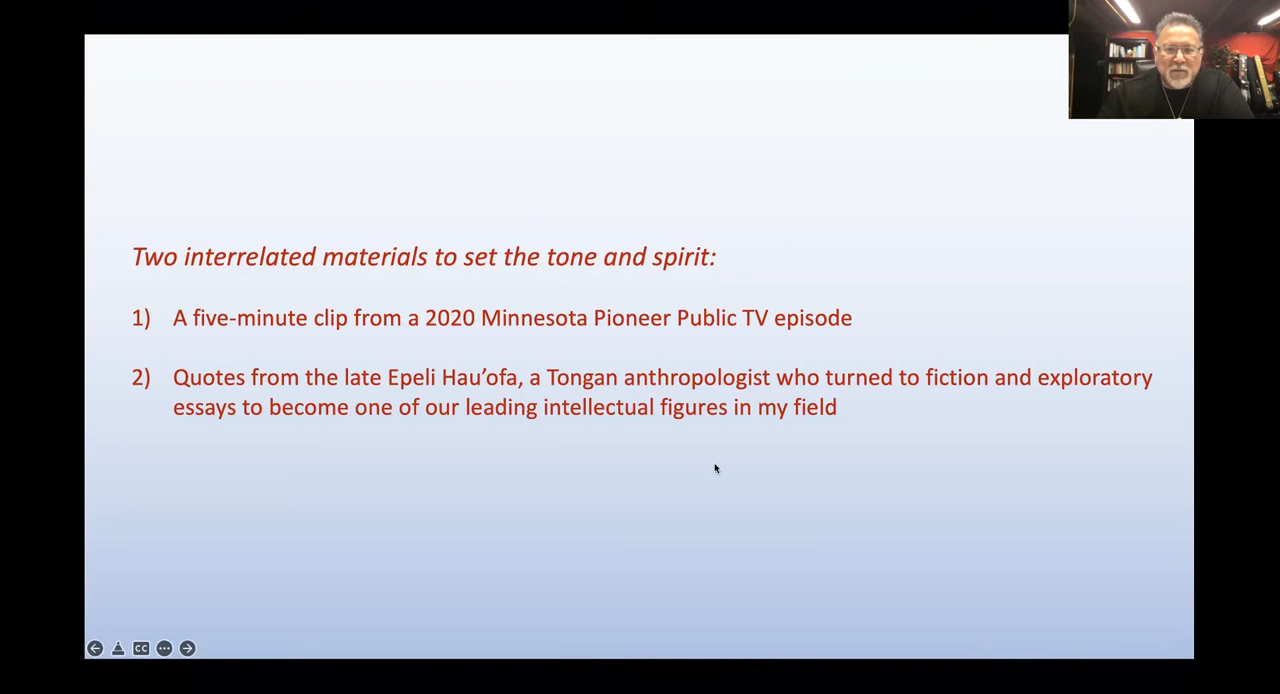 Two interrelated materials to set the tone and spirit:
1) A five-minute clip from a 2020 Minnesota Pioneer Public TV episode
2) Quotes from the late Epeli Hau’ofa, a Tongan anthropologist who turned to fiction and exploratory
essays to become one of our leading intellectual figures in my field
CC